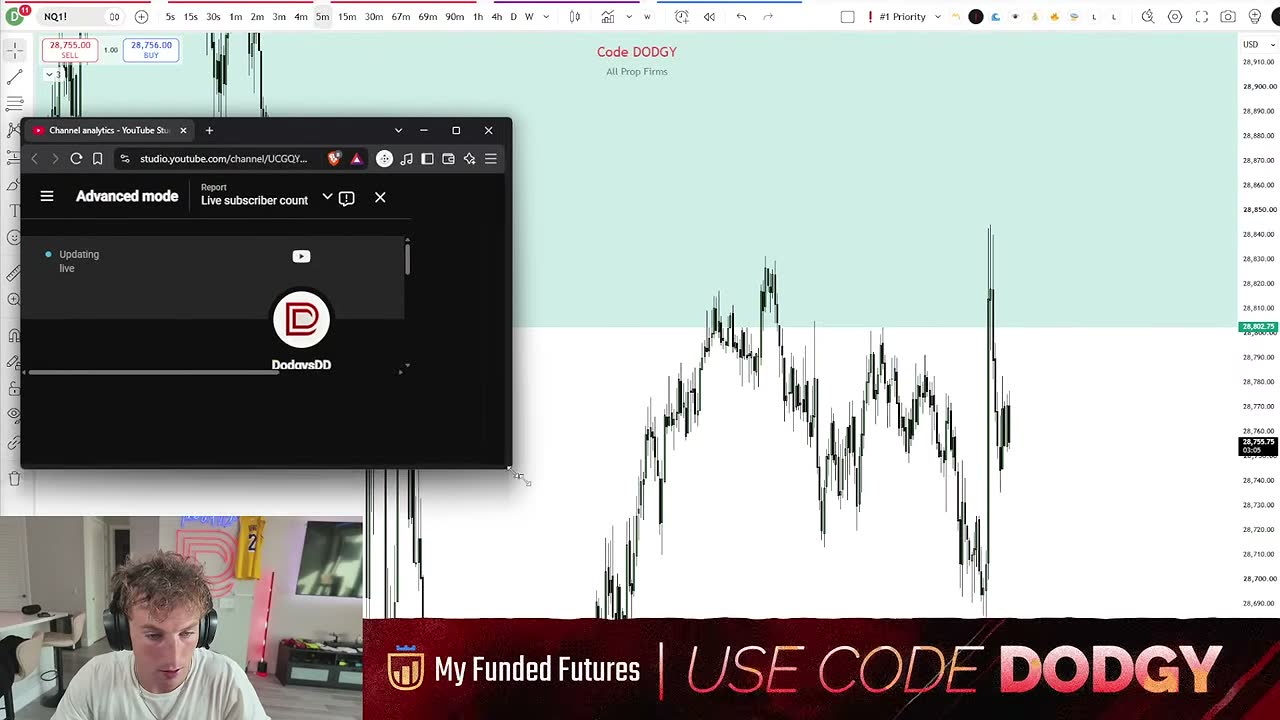 D 11 NQ1! 5s 15s 30s 1m 2m 3m 4m 5m 15m 30m 67m 69m 90m 1h 4h D W W #1 Priority L L
28,755.00 SELL 1.00 28,756.00 BUY
3
Code DODGY
All Prop Firms
USD
28,910.00
28,900.00
28,890.00
28,880.00
28,870.00
28,860.00
28,850.00
28,840.00
28,830.00
28,820.00
28,810.00
28,802.75
28,790.00
28,780.00
28,770.00
28,760.00
28,755.75
03:05
28,740.00
28,730.00
28,720.00
28,710.00
28,700.00
28,690.00
Channel analytics - YouTube Stu
studio.youtube.com/channel/UCGQY...
Advanced mode
Report
Live subscriber count
Updating
live
DodgysDD
My Funded Futures | USE CODE DODGY
2